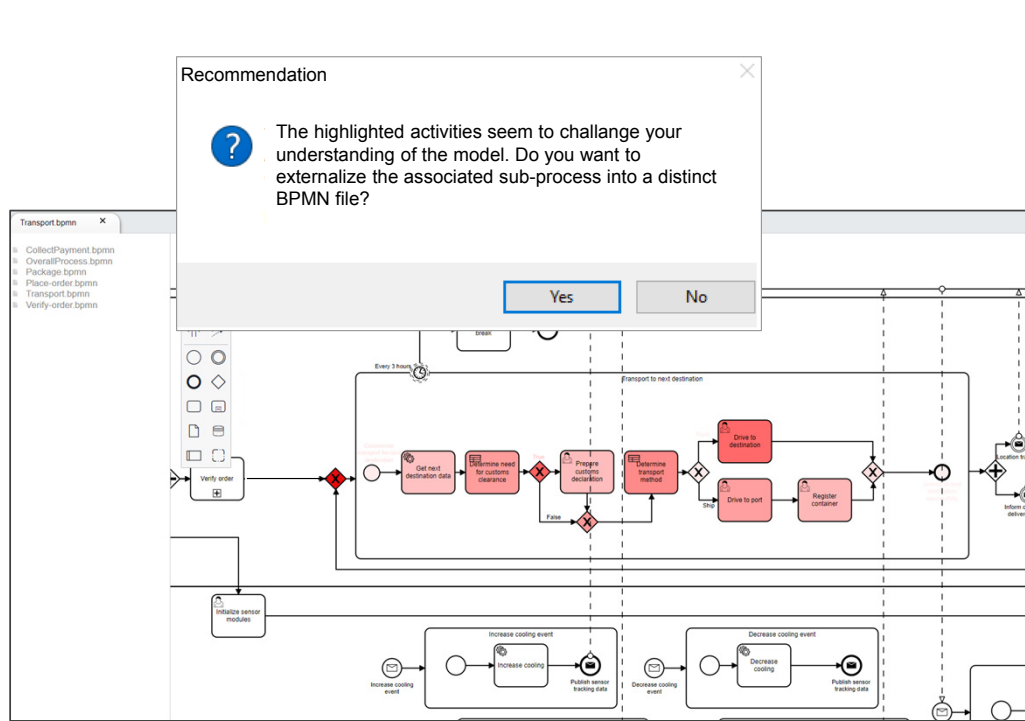 Recommendation
The highlighted activities seem to challange your
understanding of the model. Do you want to
externalize the associated sub-process into a distinct
BPMN file?
Yes
No
Transport.bpmn
CollectPayment.bpmn
OverallProcess.bpmn
Package.bpmn
Place-order.bpmn
Transport.bpmn
Verify-order.bpmn
break
Every 3 hours
Transport to next destination
Verify order
Get next
destination data
Determine need
for customs
clearance
True
False
Prepare
customs
declaration
Determine
transport
method
Drive to
destination
Ship
Drive to port
Register
container
Location tra
Inform c
deliver
Initialize sensor
modules
Increase cooling event
Increase cooling
event
Increase cooling
Publish sensor
tracking data
Decrease cooling event
Decrease cooling
event
Decrease
cooling
Publish sensor
tracking data